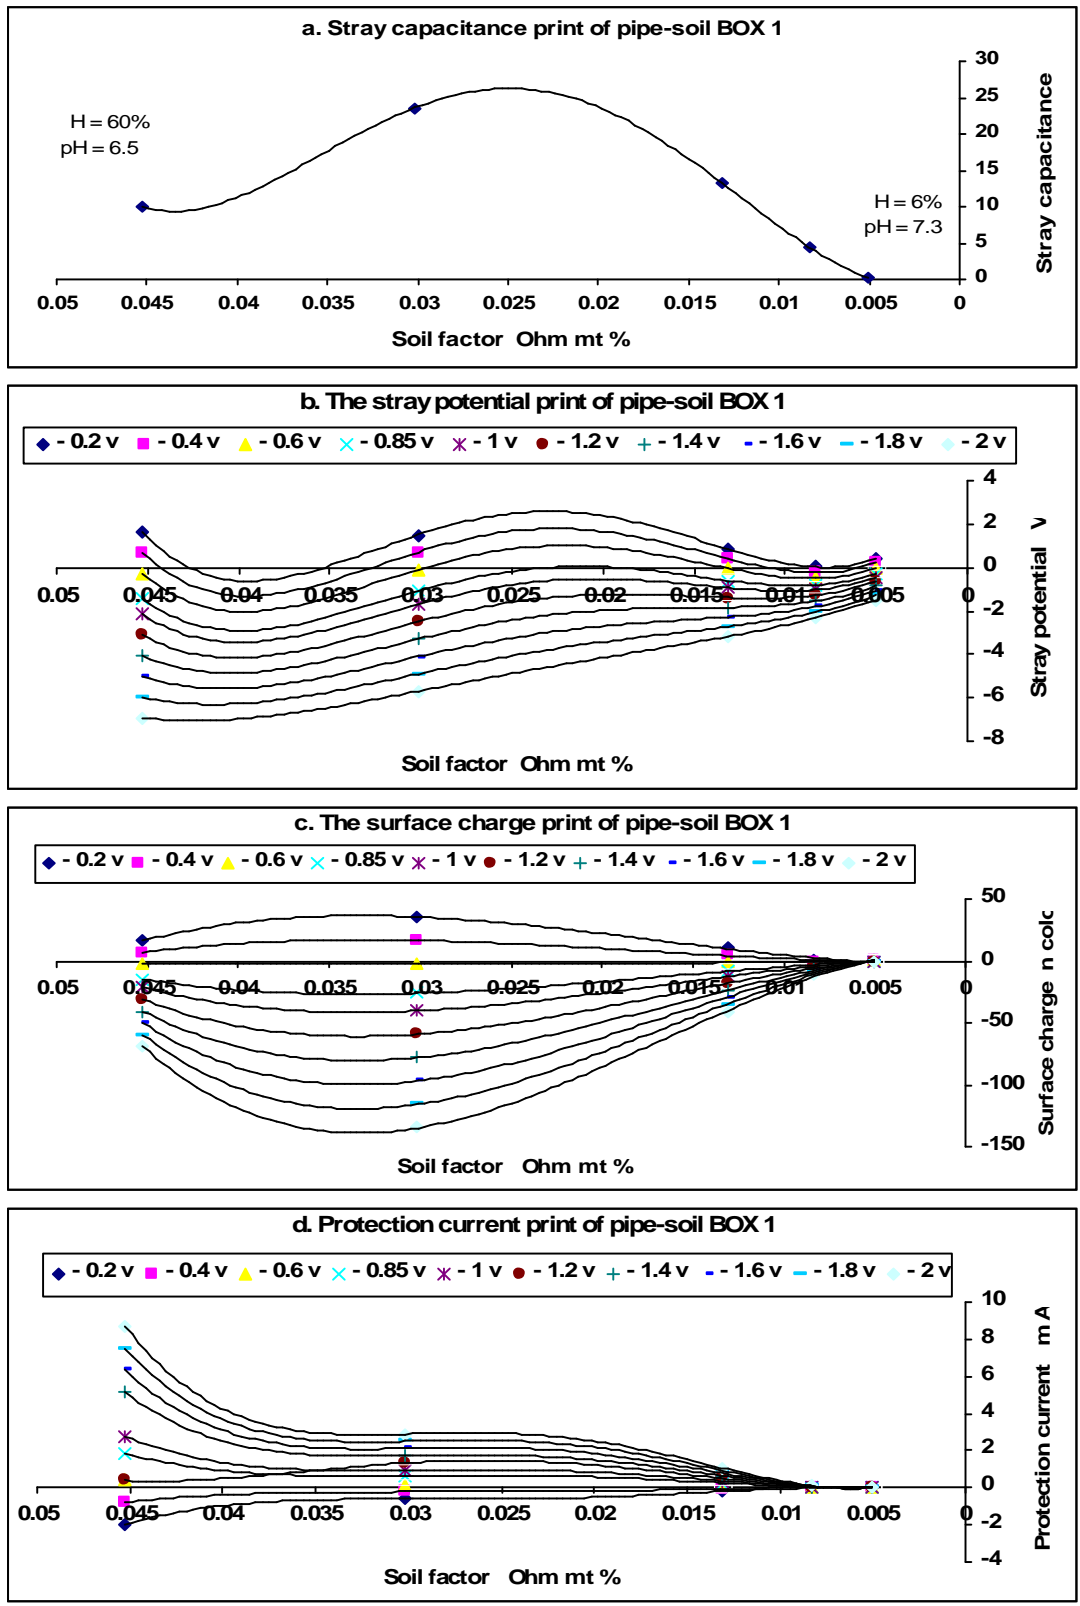 a. Stray capacitance print of pipe-soil BOX 1
30
25
20
15
10
5
0
Stray capacitance
H = 60%
pH = 6.5
H = 6%
pH = 7.3
0.05 0.045 0.04 0.035 0.03 0.025 0.02 0.015 0.01 0.005 0
Soil factor Ohm mt %
b. The stray potential print of pipe-soil BOX 1
- 0.2 v - 0.4 v - 0.6 v - 0.85 v - 1 v - 1.2 v - 1.4 v - 1.6 v - 1.8 v - 2 v
4
2
0
-2
-4
-6
-8
Stray potential V
0.05 0.045 0.04 0.035 0.03 0.025 0.02 0.015 0.01 0.005 0
Soil factor Ohm mt %
c. The surface charge print of pipe-soil BOX 1
- 0.2 v - 0.4 v - 0.6 v - 0.85 v - 1 v - 1.2 v - 1.4 v - 1.6 v - 1.8 v - 2 v
50
0
-50
-100
-150
Surface charge n colo
0.05 0.045 0.04 0.035 0.03 0.025 0.02 0.015 0.01 0.005 0
Soil factor Ohm mt %
d. Protection current print of pipe-soil BOX 1
- 0.2 v - 0.4 v - 0.6 v - 0.85 v - 1 v - 1.2 v - 1.4 v - 1.6 v - 1.8 v - 2 v
10
8
6
4
2
0
-2
-4
Protection current m A
0.05 0.045 0.04 0.035 0.03 0.025 0.02 0.015 0.01 0.005 0
Soil factor Ohm mt %